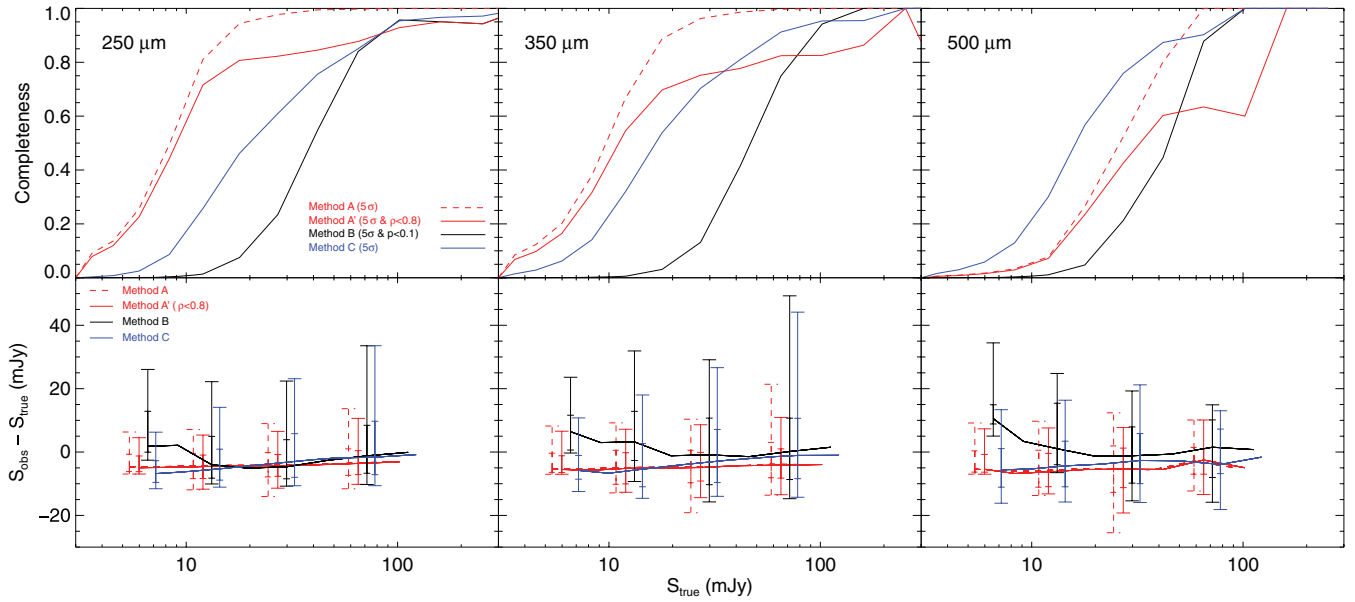 250 μm
350 μm
500 μm
Completeness
1.0
0.8
0.6
0.4
0.2
0.0
Method A (5σ)
Method A' (5σ & ρ<0.8)
Method B (5σ & p<0.1)
Method C (5σ)
Method A
Method A' (ρ<0.8)
Method B
Method C
S_obs − S_true (mJy)
40
20
0
−20
10 100
10 100
10 100
S_true (mJy)